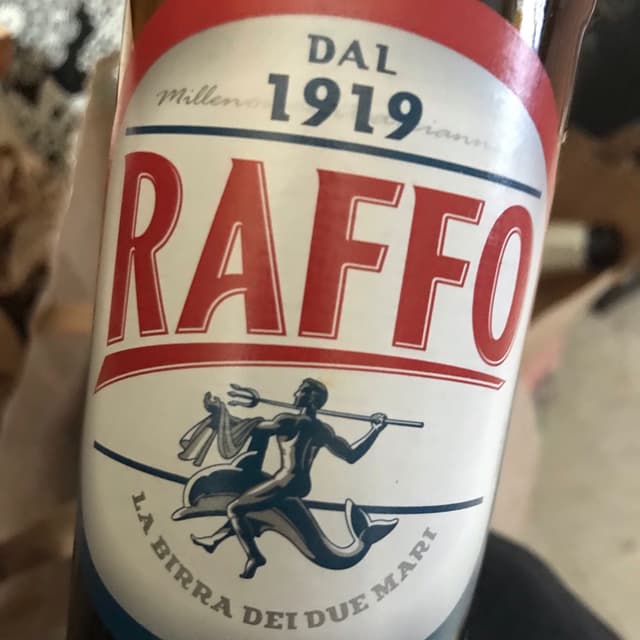 DAL
1919
RAFFO
LA BIRRA DEI DUE MARI